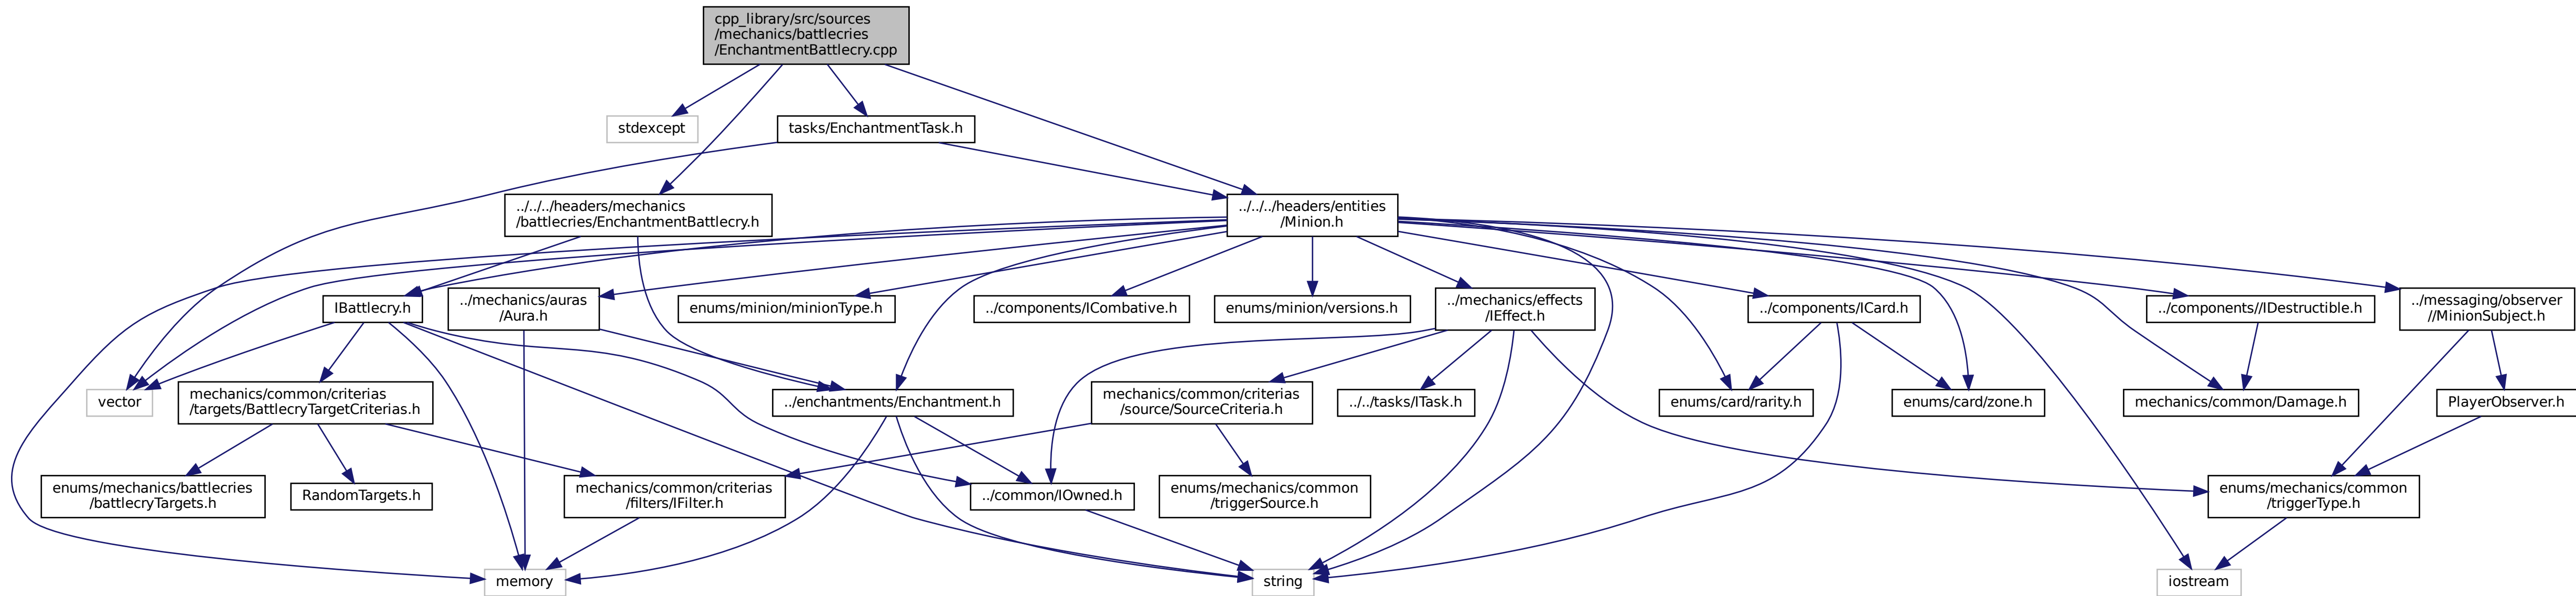 cpp_library/src/sources
/mechanics/battlecries
/EnchantmentBattlecry.cpp
stdexcept
tasks/EnchantmentTask.h
../../../headers/mechanics
/battlecries/EnchantmentBattlecry.h
../../../headers/entities
/Minion.h
IBattlecry.h
../mechanics/auras
/Aura.h
enums/minion/minionType.h
../components/ICombative.h
enums/minion/versions.h
../mechanics/effects
/IEffect.h
../components/ICard.h
../components//IDestructible.h
../messaging/observer
//MinionSubject.h
vector
mechanics/common/criterias
/targets/BattlecryTargetCriterias.h
../enchantments/Enchantment.h
mechanics/common/criterias
/source/SourceCriteria.h
../../tasks/ITask.h
enums/card/rarity.h
enums/card/zone.h
mechanics/common/Damage.h
PlayerObserver.h
enums/mechanics/battlecries
/battlecryTargets.h
RandomTargets.h
mechanics/common/criterias
/filters/IFilter.h
../common/IOwned.h
enums/mechanics/common
/triggerSource.h
enums/mechanics/common
/triggerType.h
memory
string
iostream